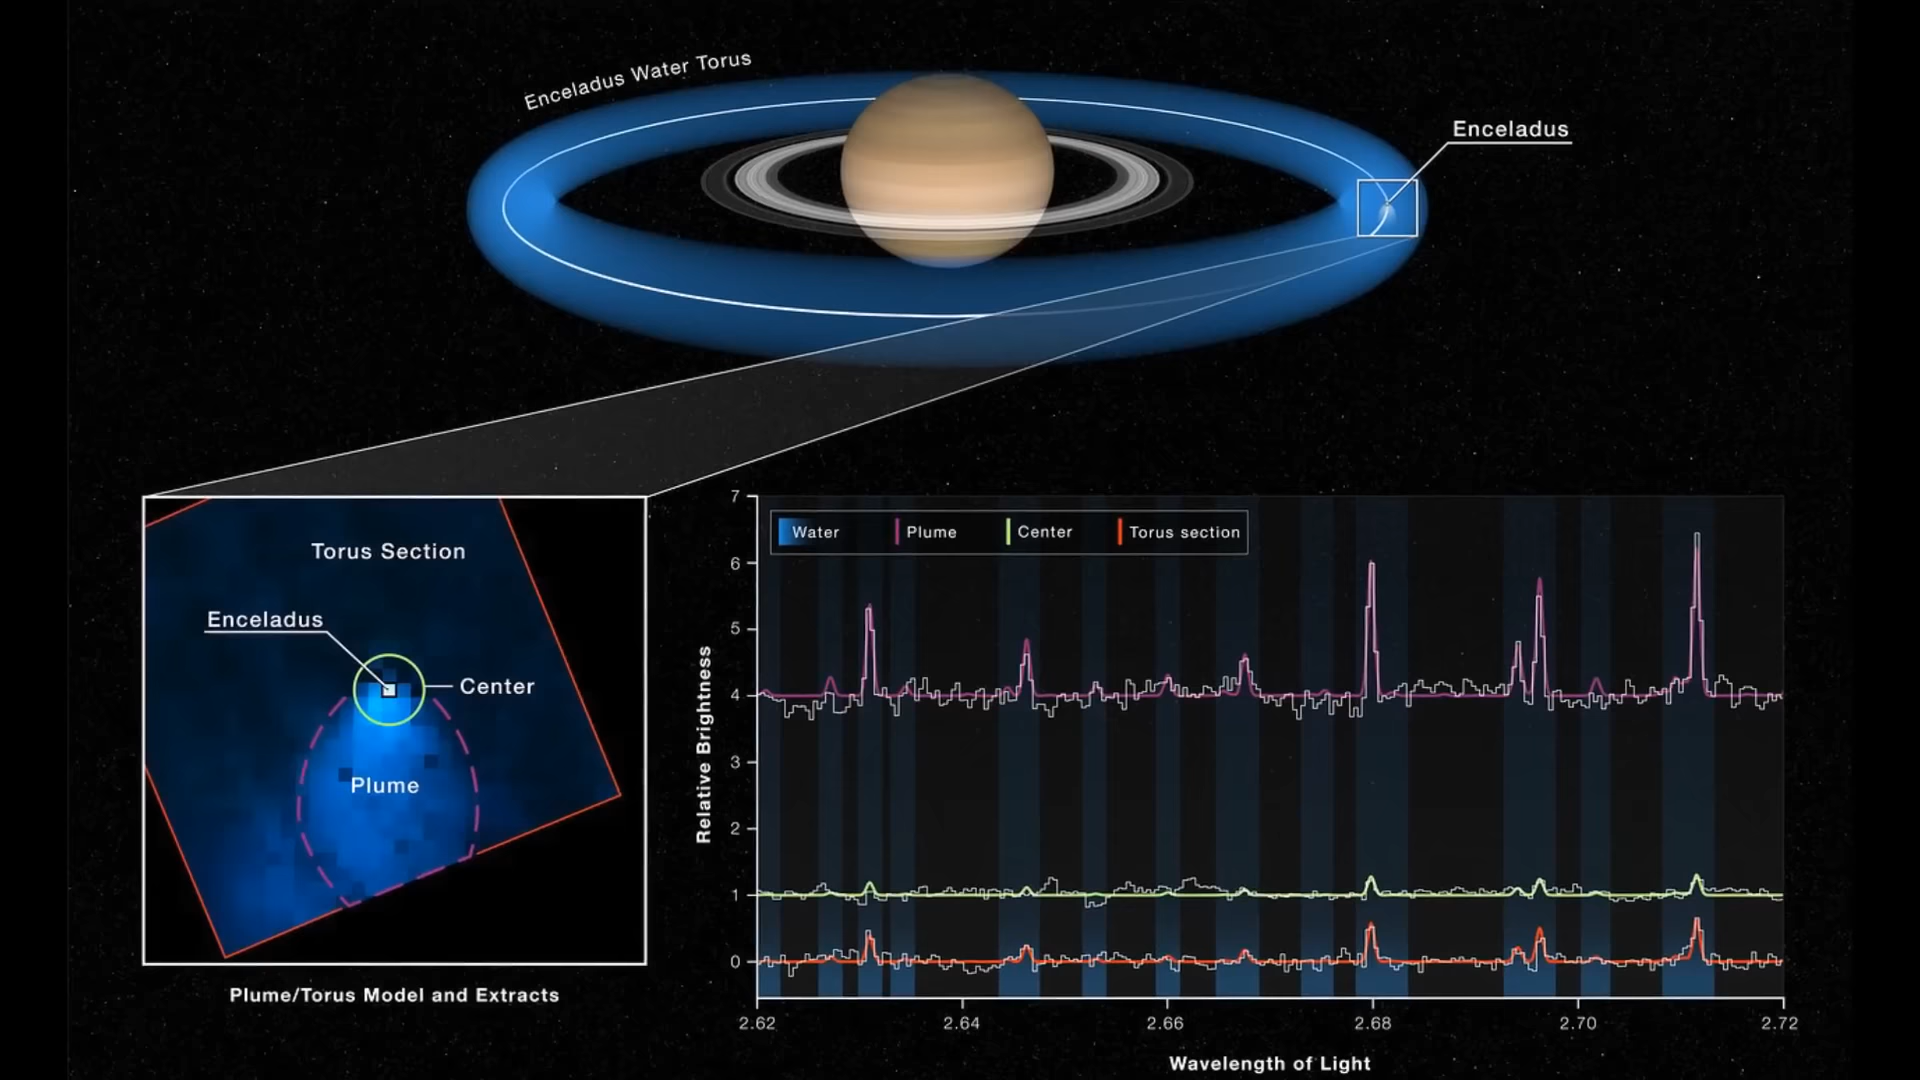 Enceladus Water Torus
Enceladus
Torus Section
Enceladus
Center
Plume
Plume/Torus Model and Extracts
Water Plume Center Torus section
Relative Brightness
7
6
5
4
3
2
1
0
2.62 2.64 2.66 2.68 2.70 2.72
Wavelength of Light